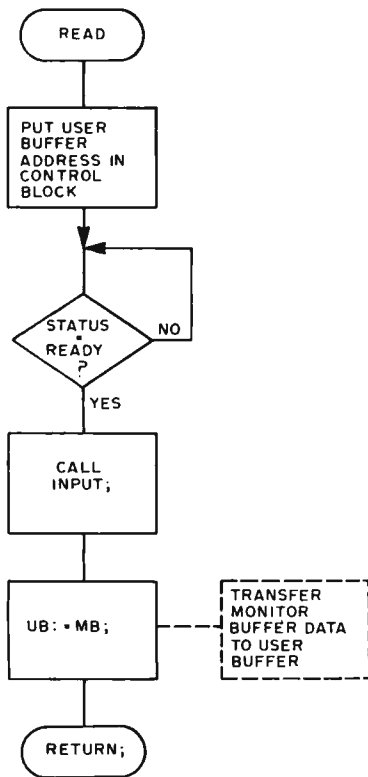 READ
PUT USER
BUFFER
ADDRESS IN
CONTROL
BLOCK
STATUS
=
READY
?
NO
YES
CALL
INPUT;
UB:=MB;
TRANSFER
MONITOR
BUFFER DATA
TO USER
BUFFER
RETURN;